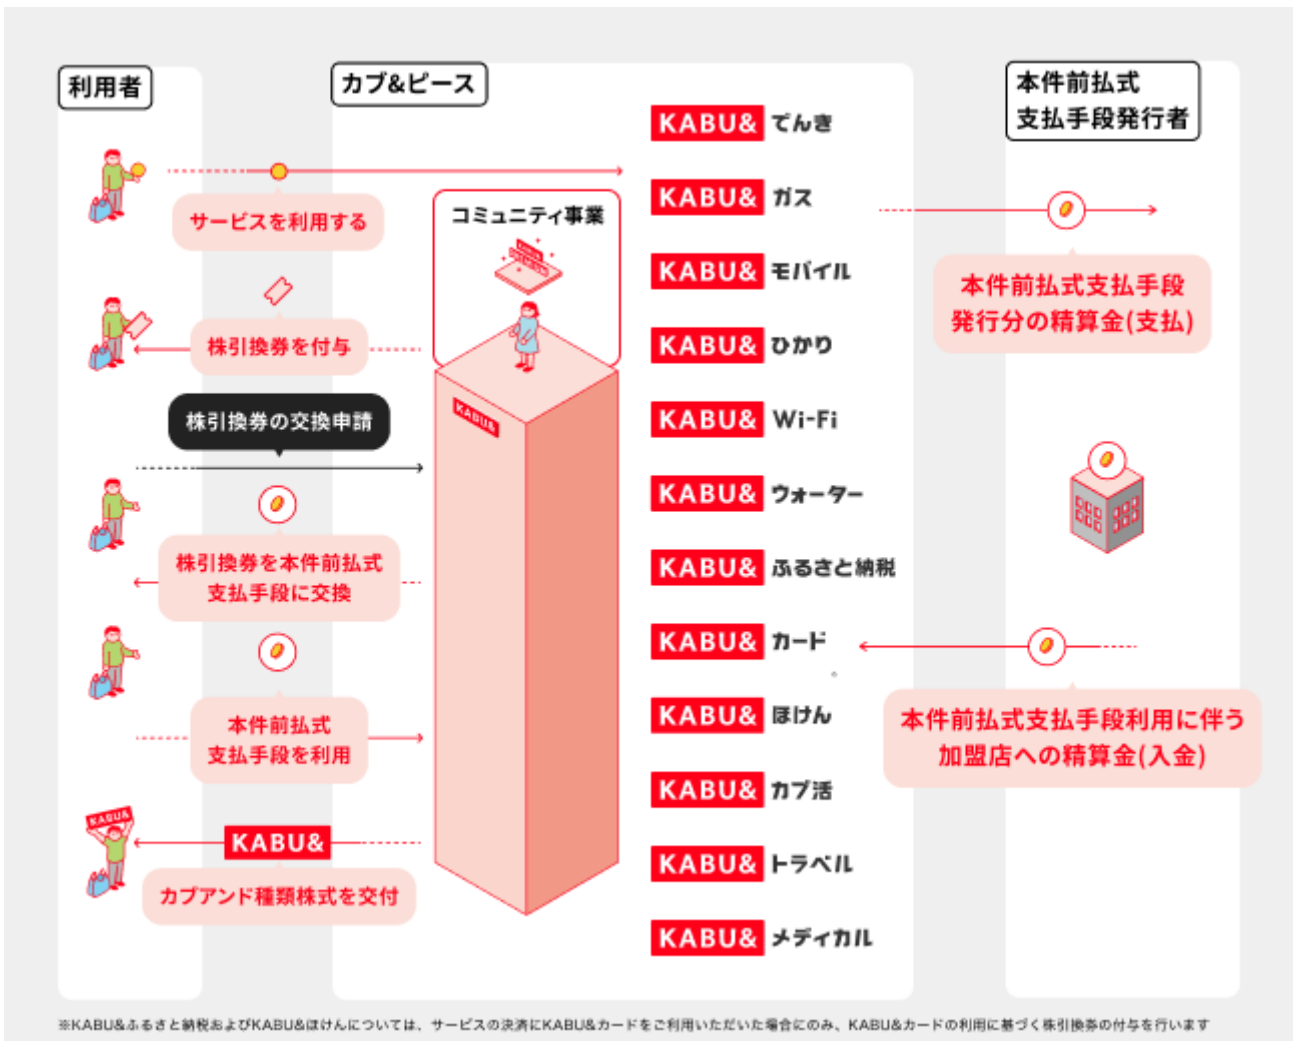 利用者
カブ&ピース
本件前払式
支払手段発行者
サービスを利用する
株引換券を付与
株引換券の交換申請
株引換券を本件前払式
支払手段に交換
本件前払式
支払手段を利用
KABU&
KABU&
カブアンド種類株式を交付
コミュニティ事業
KABU&
KABU& でんき
KABU& ガス
KABU& モバイル
KABU& ひかり
KABU& Wi-Fi
KABU& ウォーター
KABU& ふるさと納税
KABU& カード
KABU& ほけん
KABU& カブ活
KABU& トラベル
KABU& メディカル
本件前払式支払手段
発行分の精算金(支払)
本件前払式支払手段利用に伴う
加盟店への精算金(入金)
※KABU&ふるさと納税およびKABU&ほけんについては、サービスの決済にKABU&カードをご利用いただいた場合にのみ、KABU&カードの利用に基づく株引換券の付与を行います